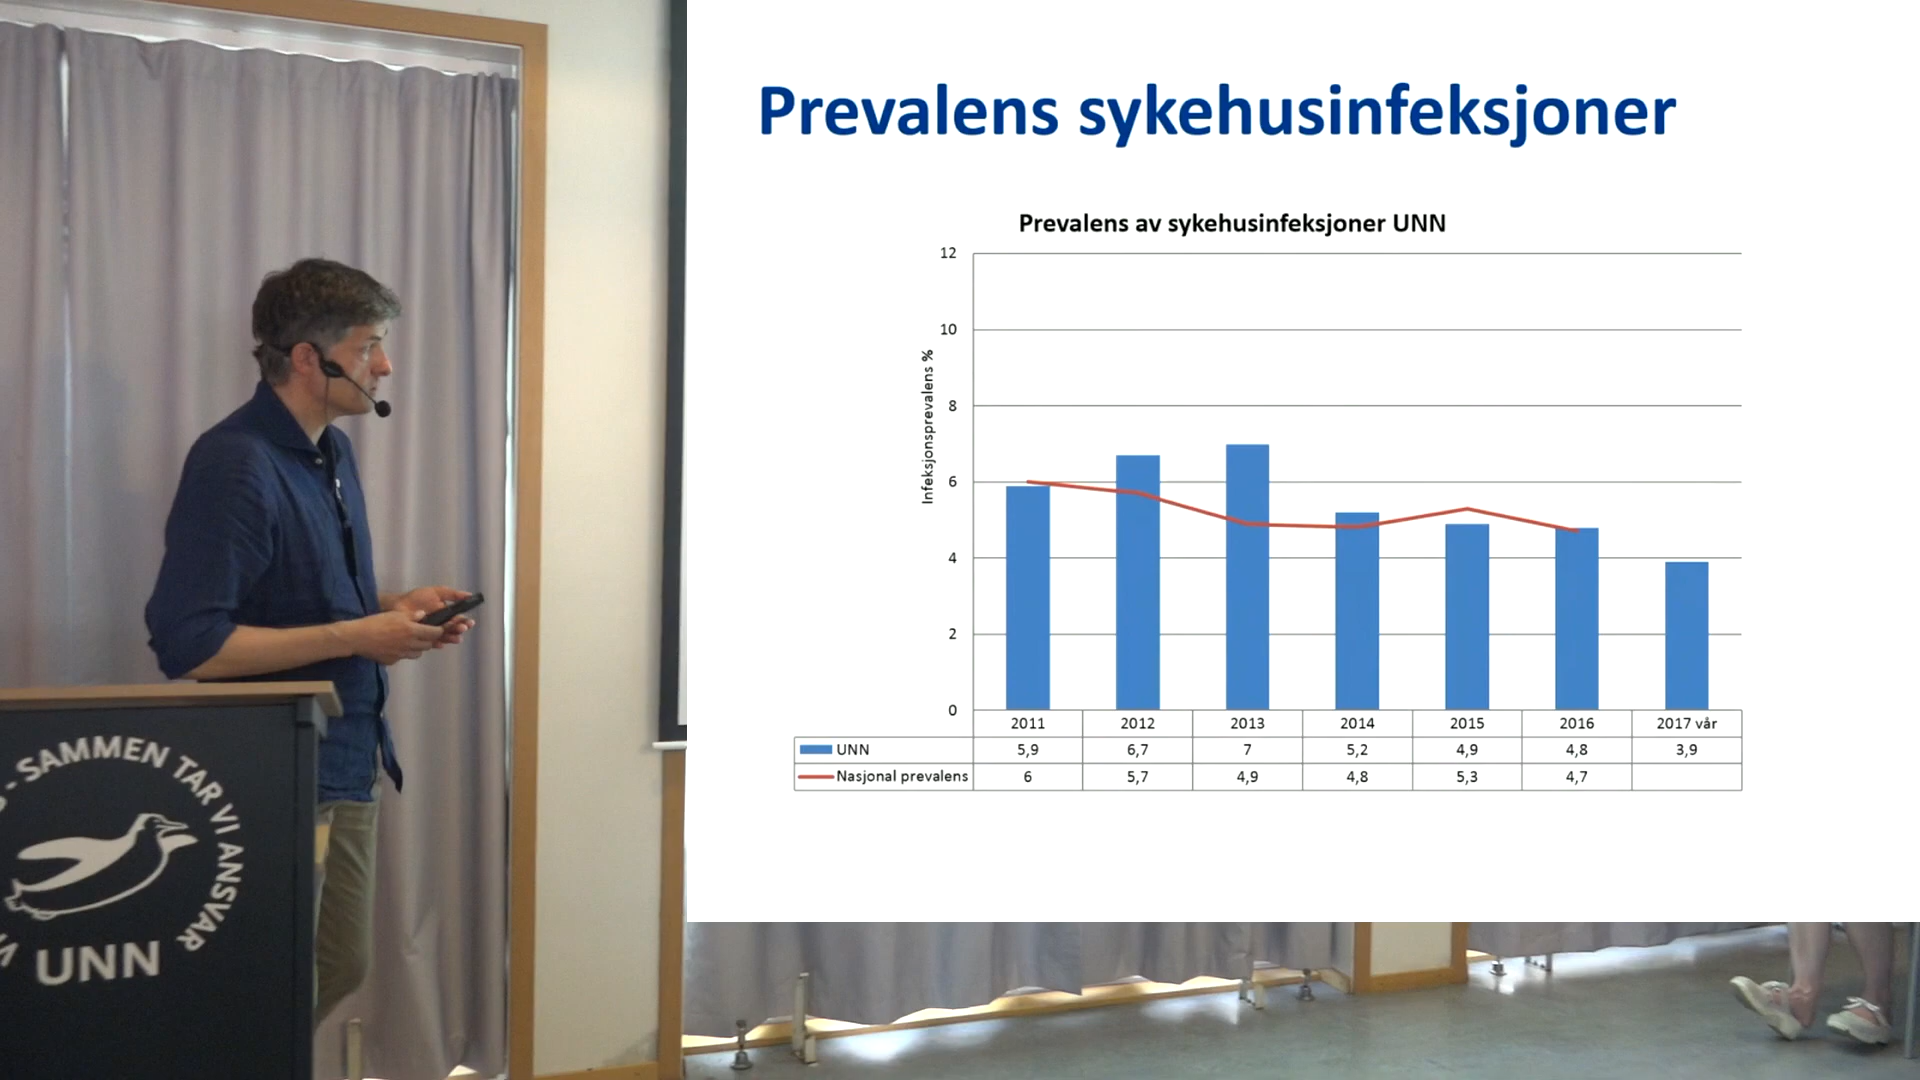 Prevalens sykehusinfeksjoner
Prevalens av sykehusinfeksjoner UNN
Infeksjonsprevalens %
12
10
8
6
4
2
0
2011 2012 2013 2014 2015 2016 2017 vår
UNN 5,9 6,7 7 5,2 4,9 4,8 3,9
Nasjonal prevalens 6 5,7 4,9 4,8 5,3 4,7
- SAMMEN TAR VI ANSVAR
UNN